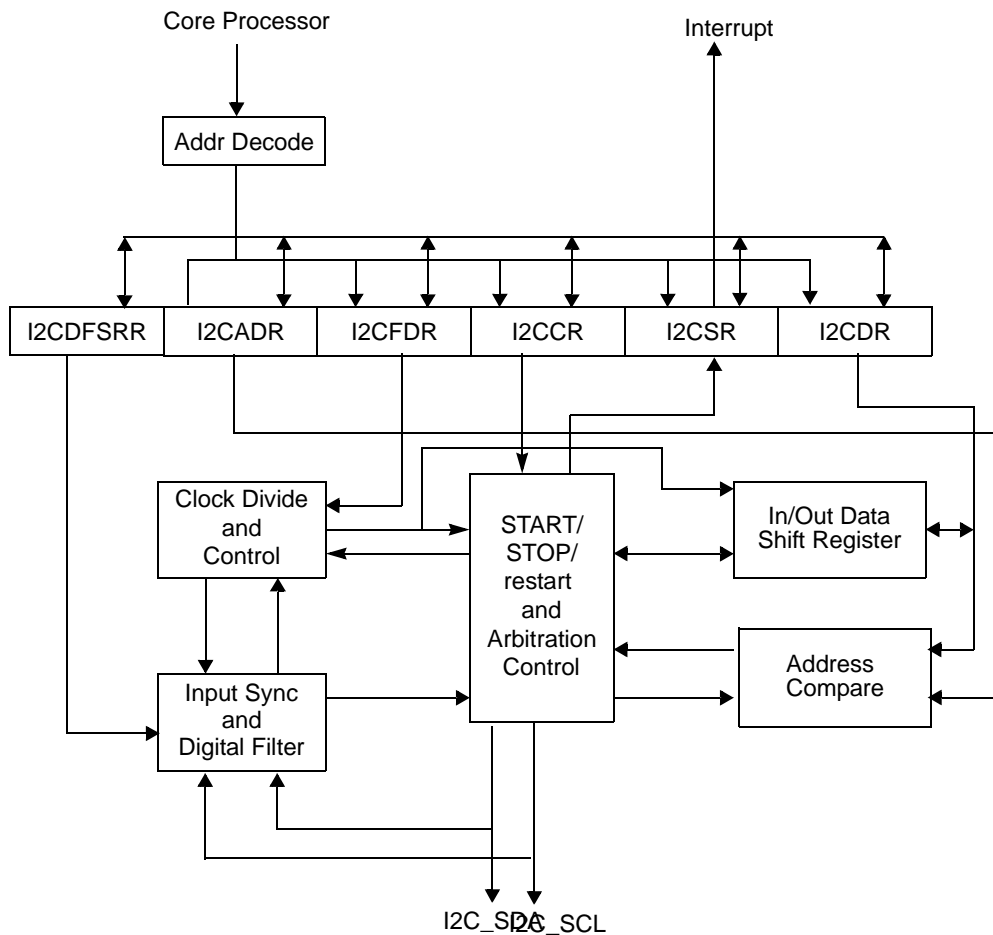 Core Processor
Interrupt
Addr Decode
I2CDFSRR
I2CADR
I2CFDR
I2CCR
I2CSR
I2CDR
Clock Divide
and
Control
START/
STOP/
restart
and
Arbitration
Control
In/Out Data
Shift Register
Input Sync
and
Digital Filter
Address
Compare
I2C_SDA
I2C_SCL